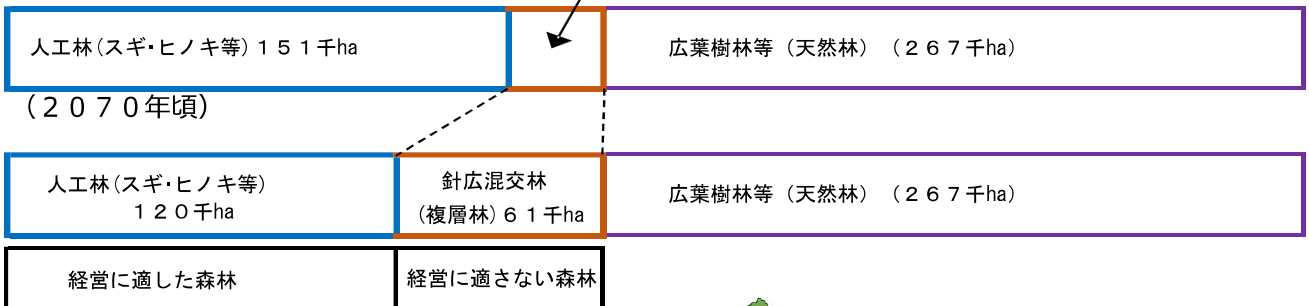 人工林(スギ・ヒノキ等)１５１千ha
広葉樹林等（天然林）（２６７千ha）
（２０７０年頃）
人工林(スギ・ヒノキ等)
１２０千ha
針広混交林
(複層林)６１千ha
広葉樹林等（天然林）（２６７千ha）
経営に適した森林
経営に適さない森林